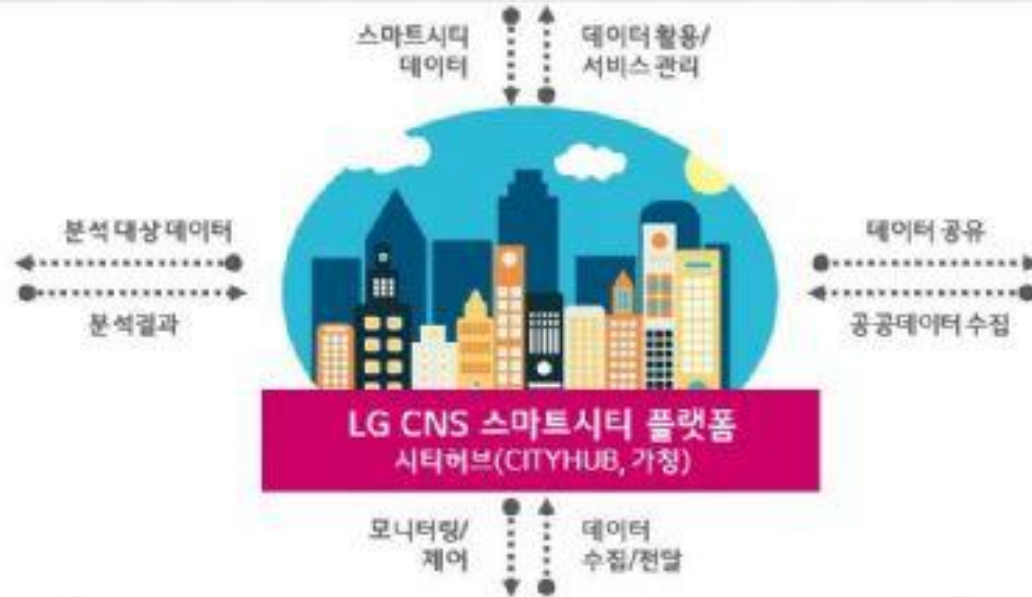 스마트시티
데이터
데이터 활용/
서비스 관리
분석 대상 데이터
분석결과
데이터 공유
공공데이터 수집
LG CNS 스마트시티 플랫폼
시티허브(CITYHUB, 가칭)
모니터링/
제어
데이터
수집/전달